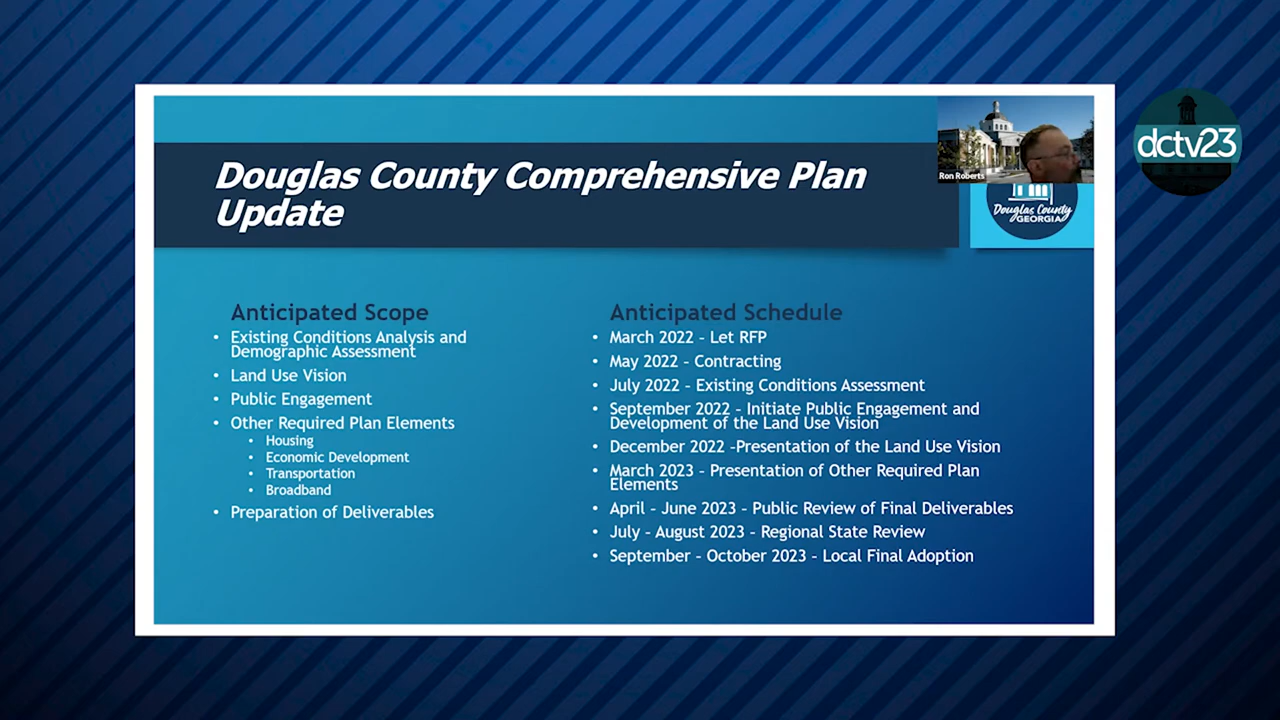 dctv23
Ron Roberts
Douglas County
GEORGIA
Douglas County Comprehensive Plan
Update
Anticipated Scope
• Existing Conditions Analysis and
Demographic Assessment
• Land Use Vision
• Public Engagement
• Other Required Plan Elements
• Housing
• Economic Development
• Transportation
• Broadband
• Preparation of Deliverables
Anticipated Schedule
• March 2022 - Let RFP
• May 2022 - Contracting
• July 2022 - Existing Conditions Assessment
• September 2022 - Initiate Public Engagement and
Development of the Land Use Vision
• December 2022 -Presentation of the Land Use Vision
• March 2023 - Presentation of Other Required Plan
Elements
• April - June 2023 - Public Review of Final Deliverables
• July - August 2023 - Regional State Review
• September - October 2023 - Local Final Adoption